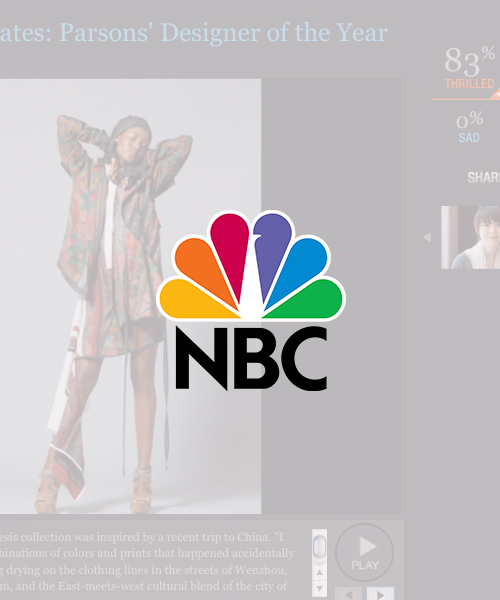 ates: Parsons' Designer of the Year
83%
THRILLED
0%
SAD
SHAR
NBC
esis collection was inspired by a recent trip to China. "I
binations of colors and prints that happened accidentally
g drying on the clothing lines in the streets of Wenzhou,
m, and the East-meets-west cultural blend of the city of
PLAY